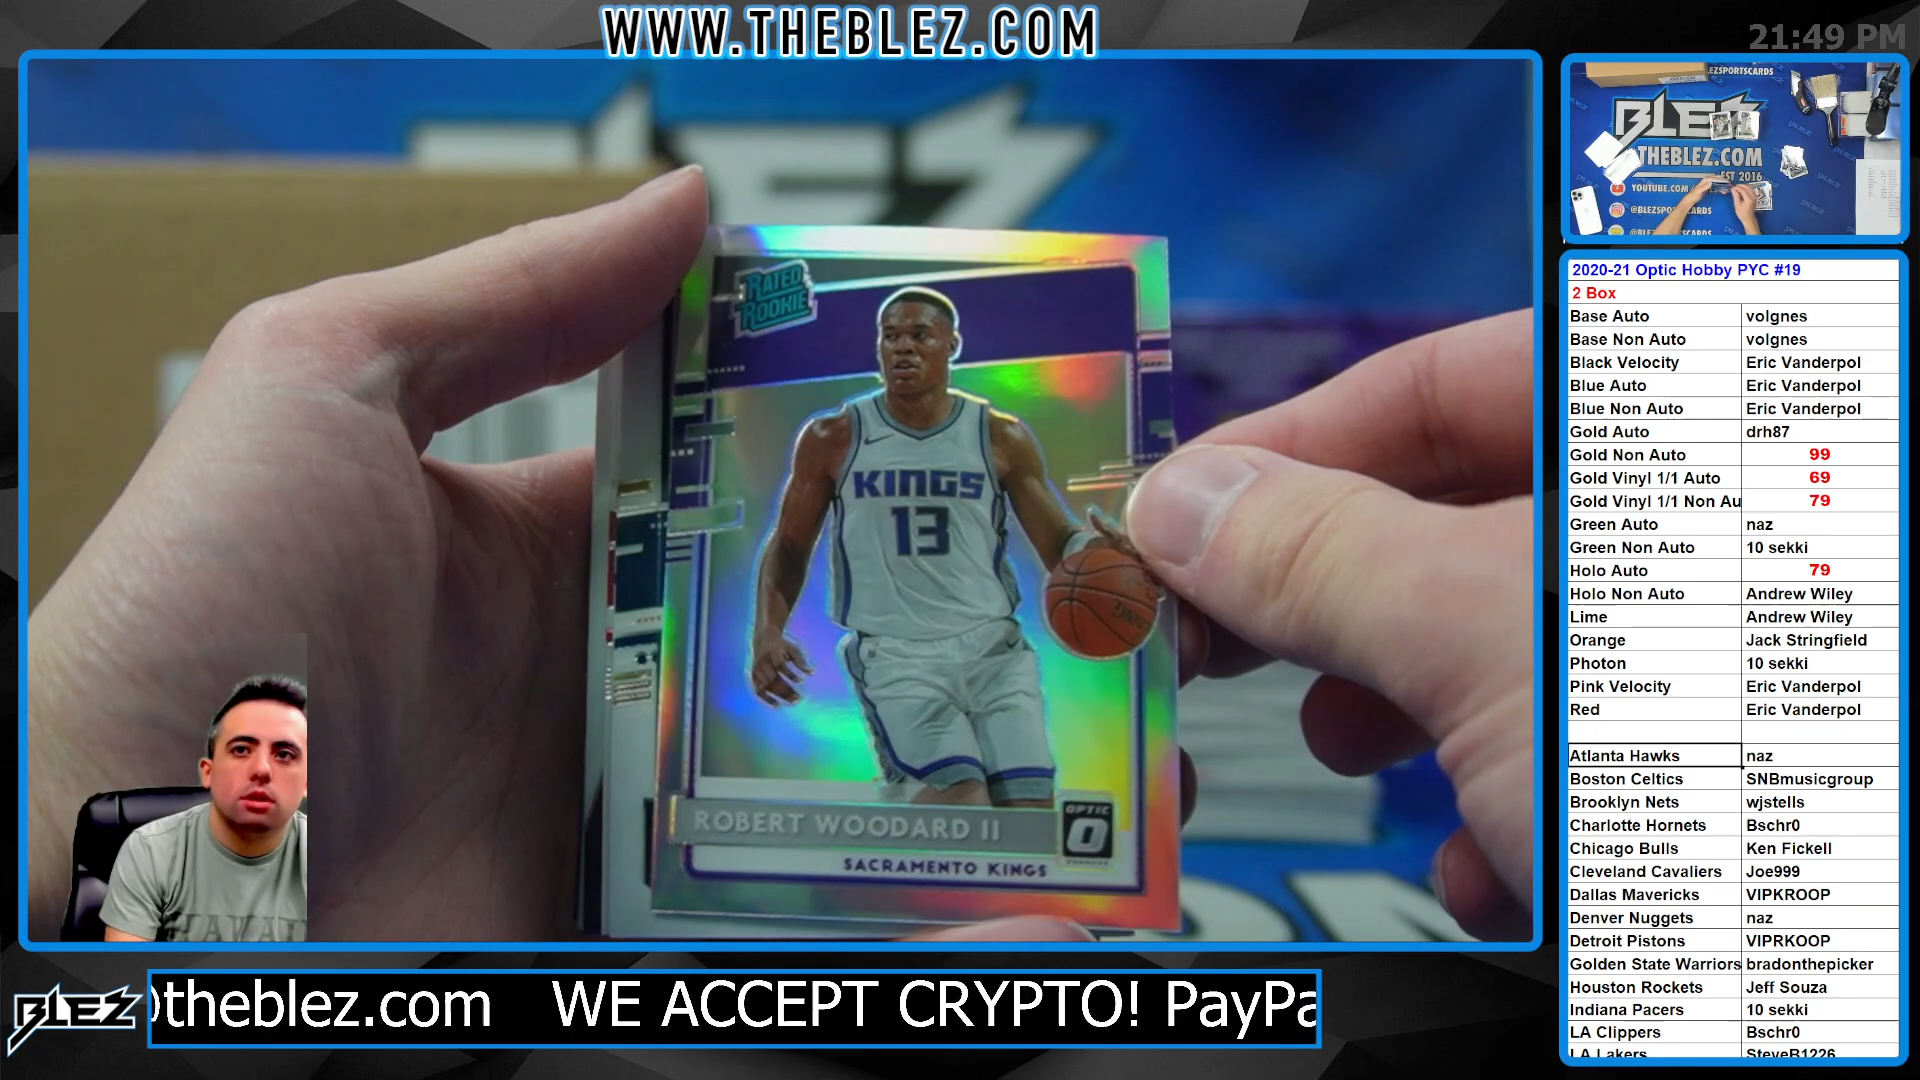 WWW.THEBLEZ.COM
21:49 PM
RATED
ROOKIE
KINGS
13
ROBERT WOODARD II
OPTIC
SACRAMENTO KINGS
BLEZ
THEBLEZ.COM
EST 2016
YOUTUBE.COM
2020-21 Optic Hobby PYC #19
2 Box
Base Auto volgnes
Base Non Auto volgnes
Black Velocity Eric Vanderpol
Blue Auto Eric Vanderpol
Blue Non Auto Eric Vanderpol
Gold Auto drh87
Gold Non Auto 99
Gold Vinyl 1/1 Auto 69
Gold Vinyl 1/1 Non Au 79
Green Auto naz
Green Non Auto 10 sekki
Holo Auto 79
Holo Non Auto Andrew Wiley
Lime Andrew Wiley
Orange Jack Stringfield
Photon 10 sekki
Pink Velocity Eric Vanderpol
Red Eric Vanderpol
Atlanta Hawks naz
Boston Celtics SNBmusicgroup
Brooklyn Nets wjstells
Charlotte Hornets Bschr0
Chicago Bulls Ken Fickell
Cleveland Cavaliers Joe999
Dallas Mavericks VIPKROOP
Denver Nuggets naz
Detroit Pistons VIPRKOOP
Golden State Warriors bradonthepicker
Houston Rockets Jeff Souza
Indiana Pacers 10 sekki
LA Clippers Bschr0
LA Lakers SteveB1226
BLEZ
@theblez.com WE ACCEPT CRYPTO! PayPa